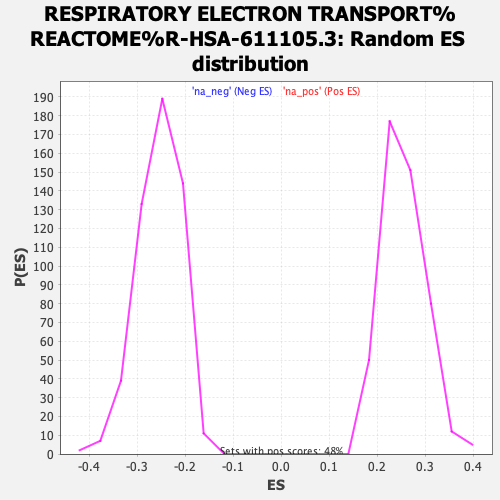 RESPIRATORY ELECTRON TRANSPORT%
REACTOME%R-HSA-611105.3: Random ES
distribution
'na_neg' (Neg ES) 'na_pos' (Pos ES)
190
180
170
160
150
140
130
120
110
100
90
80
70
60
50
40
30
20
10
0
P(ES)
Sets with pos scores: 48%
-0.4 -0.3 -0.2 -0.1 0.0 0.1 0.2 0.3 0.4
ES